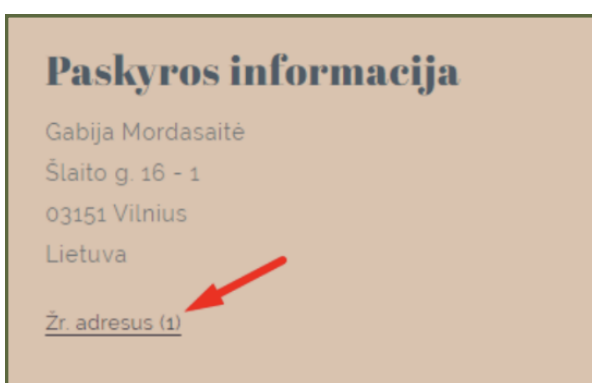 Paskyros informacija
Gabija Mordasaitė
Šlaito g. 16 - 1
03151 Vilnius
Lietuva
Žr. adresus (1)